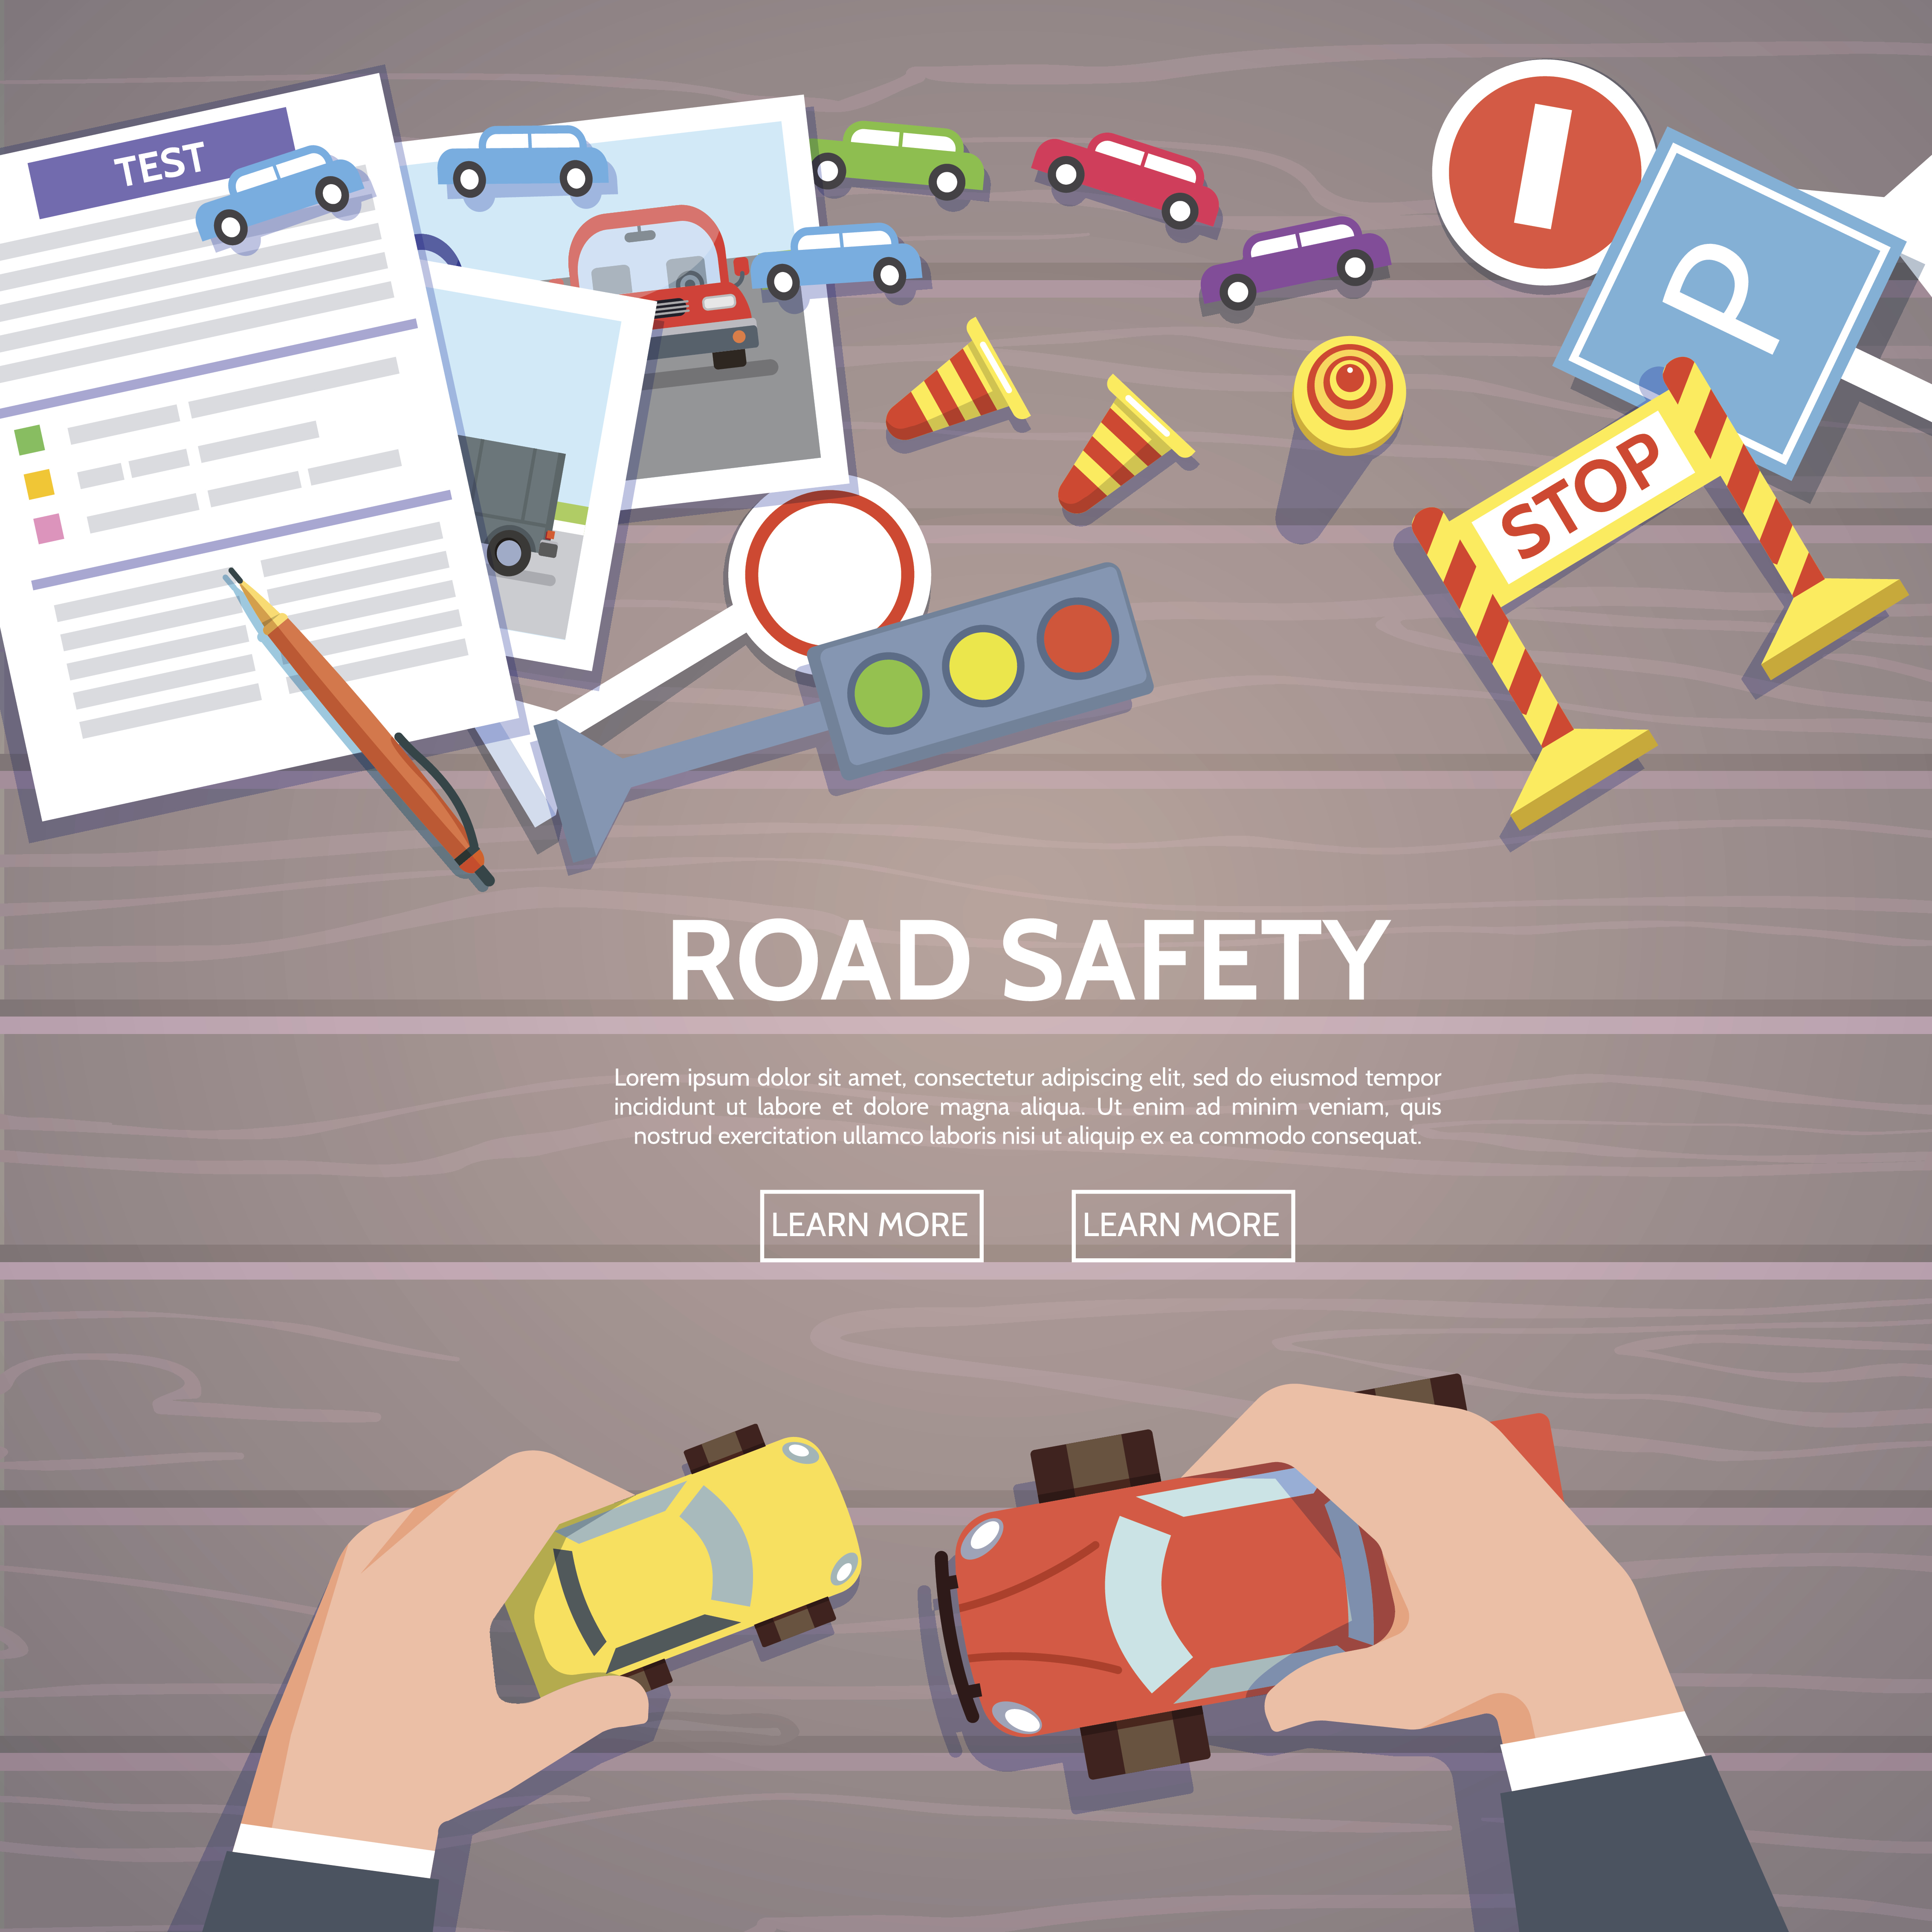 TEST
P
STOP
ROAD SAFETY
Lorem ipsum dolor sit amet, consectetur adipiscing elit, sed do eiusmod tempor
incididunt ut labore et dolore magna aliqua. Ut enim ad minim veniam, quis
nostrud exercitation ullamco laboris nisi ut aliquip ex ea commodo consequat.
LEARN MORE LEARN MORE